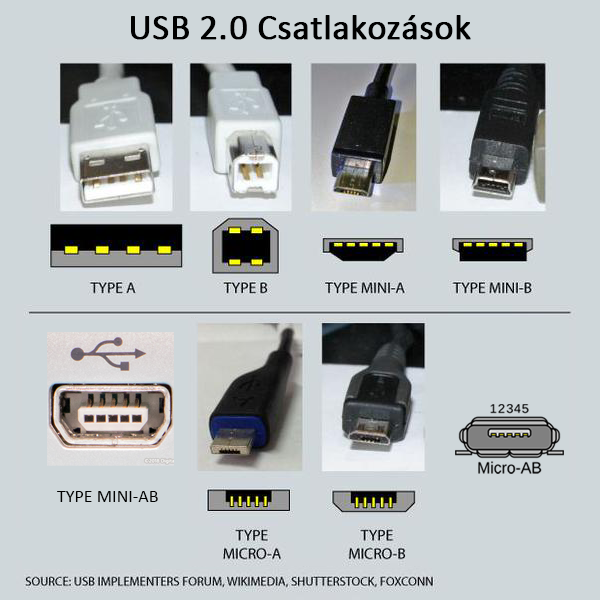 USB 2.0 Csatlakozások
TYPE A
TYPE B
TYPE MINI-A
TYPE MINI-B
TYPE MINI-AB
TYPE
MICRO-A
TYPE
MICRO-B
12345
Micro-AB
SOURCE: USB IMPLEMENTERS FORUM, WIKIMEDIA, SHUTTERSTOCK, FOXCONN